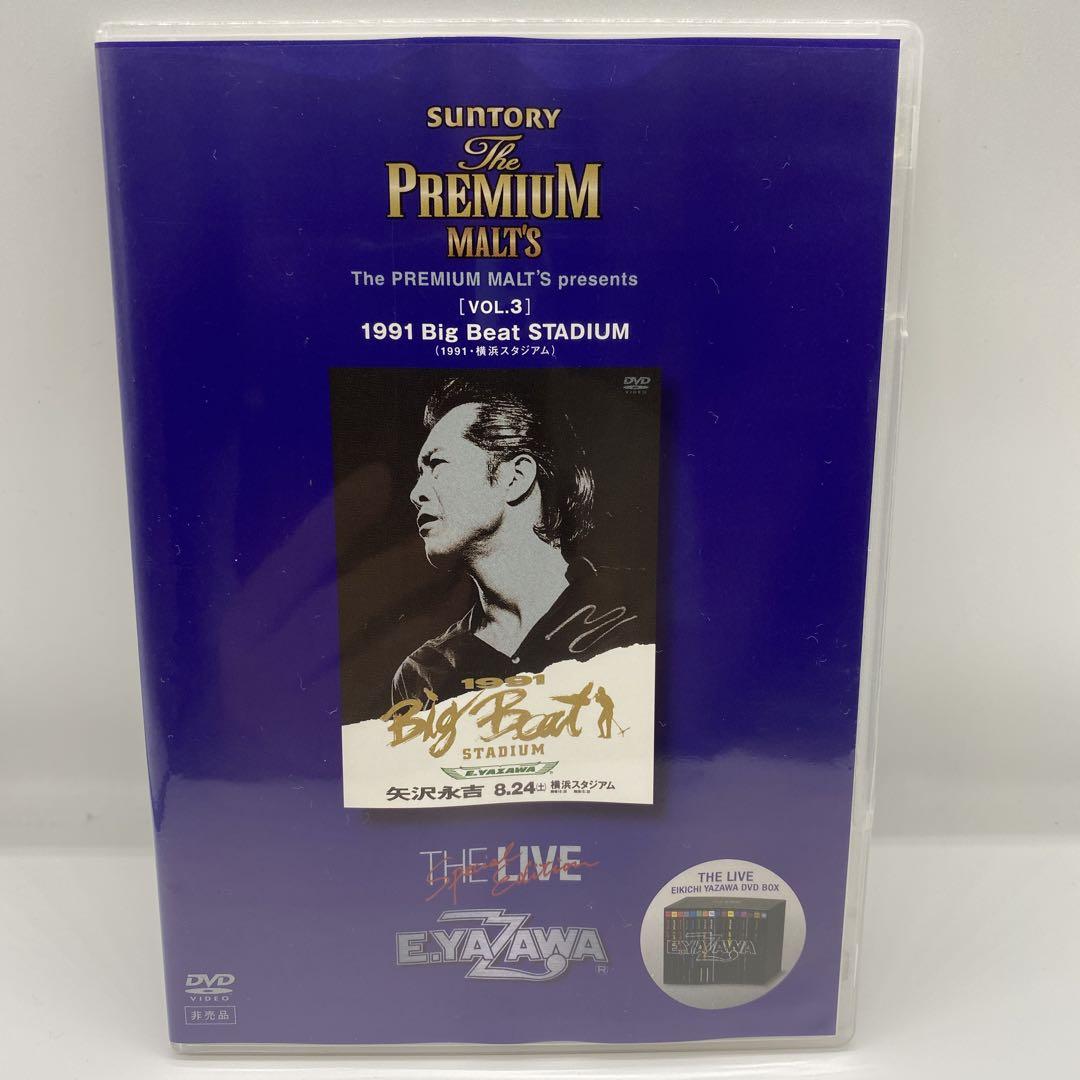 SUNTORY
The
PREMIUM
MALT'S
The PREMIUM MALT'S presents
[VOL.3]
1991 Big Beat STADIUM
(1991・横浜スタジアム)
DVD
VIDEO
1991
Big Beat
STADIUM
E.YAZAWA
矢沢永吉 8.24(土) 横浜スタジアム
THE LIVE
Special Edition
E.YAZAWA®
THE LIVE
EIKICHI YAZAWA DVD BOX
E.YAZAWA
DVD
VIDEO
非売品